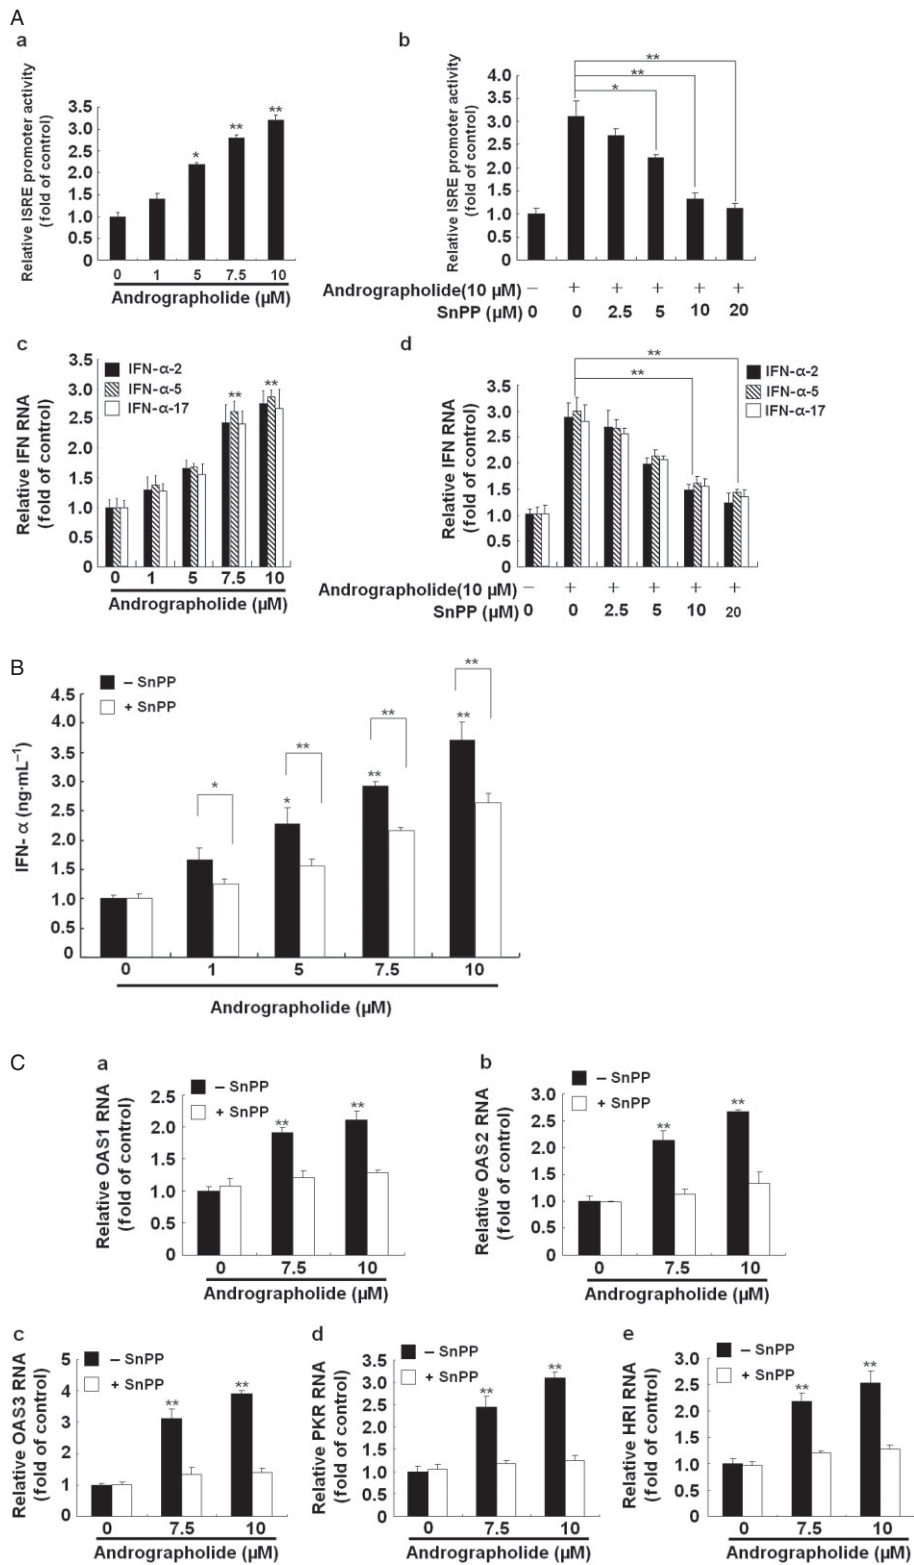 A
a
Relative ISRE promoter activity
(fold of control)
3.5
3.0
2.5
2.0
1.5
1.0
0.5
0
*
**
**
0 1 5 7.5 10
Andrographolide (µM)
b
Relative ISRE promoter activity
(fold of control)
4.0
3.5
3.0
2.5
2.0
1.5
1.0
0.5
0
**
**
*
Andrographolide(10 µM) − + + + + +
SnPP (µM) 0 0 2.5 5 10 20
c
IFN-α-2
IFN-α-5
IFN-α-17
Relative IFN RNA
(fold of control)
3.5
3.0
2.5
2.0
1.5
1.0
0.5
0
**
**
0 1 5 7.5 10
Andrographolide (µM)
d
IFN-α-2
IFN-α-5
IFN-α-17
Relative IFN RNA
(fold of control)
3.5
3.0
2.5
2.0
1.5
1.0
0.5
0
**
**
Andrographolide(10 µM) − + + + + +
SnPP (µM) 0 0 2.5 5 10 20
B
− SnPP
+ SnPP
IFN- α (ng·mL−1)
4.5
4.0
3.5
3.0
2.5
2.0
1.5
1.0
0.5
0
*
*
**
**
**
**
**
0 1 5 7.5 10
Andrographolide (µM)
C
a
− SnPP
+ SnPP
Relative OAS1 RNA
(fold of control)
2.5
2.0
1.5
1.0
0.5
0
**
**
0 7.5 10
Andrographolide (µM)
b
− SnPP
+ SnPP
Relative OAS2 RNA
(fold of control)
3.0
2.5
2.0
1.5
1.0
0.5
0
**
**
0 7.5 10
Andrographolide (µM)
c
− SnPP
+ SnPP
Relative OAS3 RNA
(fold of control)
5
4
3
2
1
0
**
**
0 7.5 10
Andrographolide (µM)
d
− SnPP
+ SnPP
Relative PKR RNA
(fold of control)
3.5
3.0
2.5
2.0
1.5
1.0
0.5
0
**
**
0 7.5 10
Andrographolide (µM)
e
− SnPP
+ SnPP
Relative HRI RNA
(fold of control)
3.0
2.5
2.0
1.5
1.0
0.5
0
**
**
0 7.5 10
Andrographolide (µM)